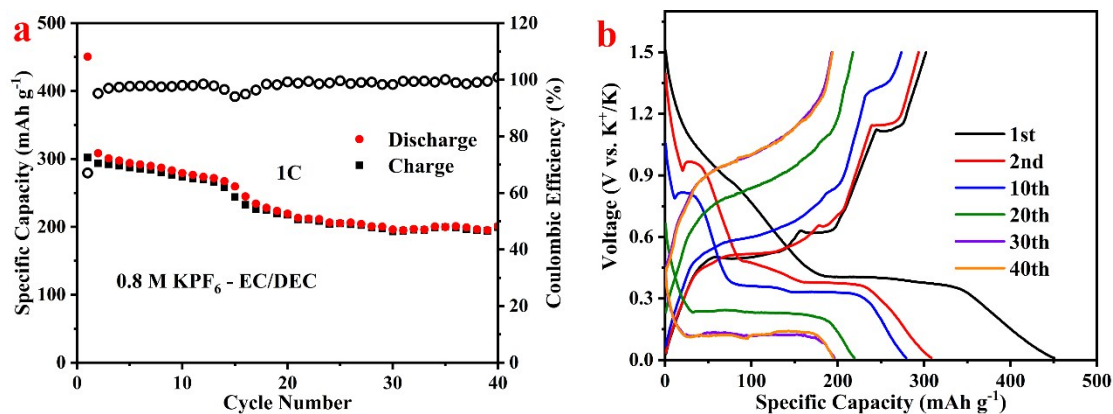 a
500
400
300
200
100
0
Specific Capacity (mAh g⁻¹)
0 10 20 30 40
Cycle Number
120
100
80
60
40
20
0
Coulombic Efficiency (%)
Discharge
Charge
1C
0.8 M KPF₆ - EC/DEC
b
1.5
1.2
0.9
0.6
0.3
0.0
Voltage (V vs. K⁺/K)
0 100 200 300 400 500
Specific Capacity (mAh g⁻¹)
1st
2nd
10th
20th
30th
40th